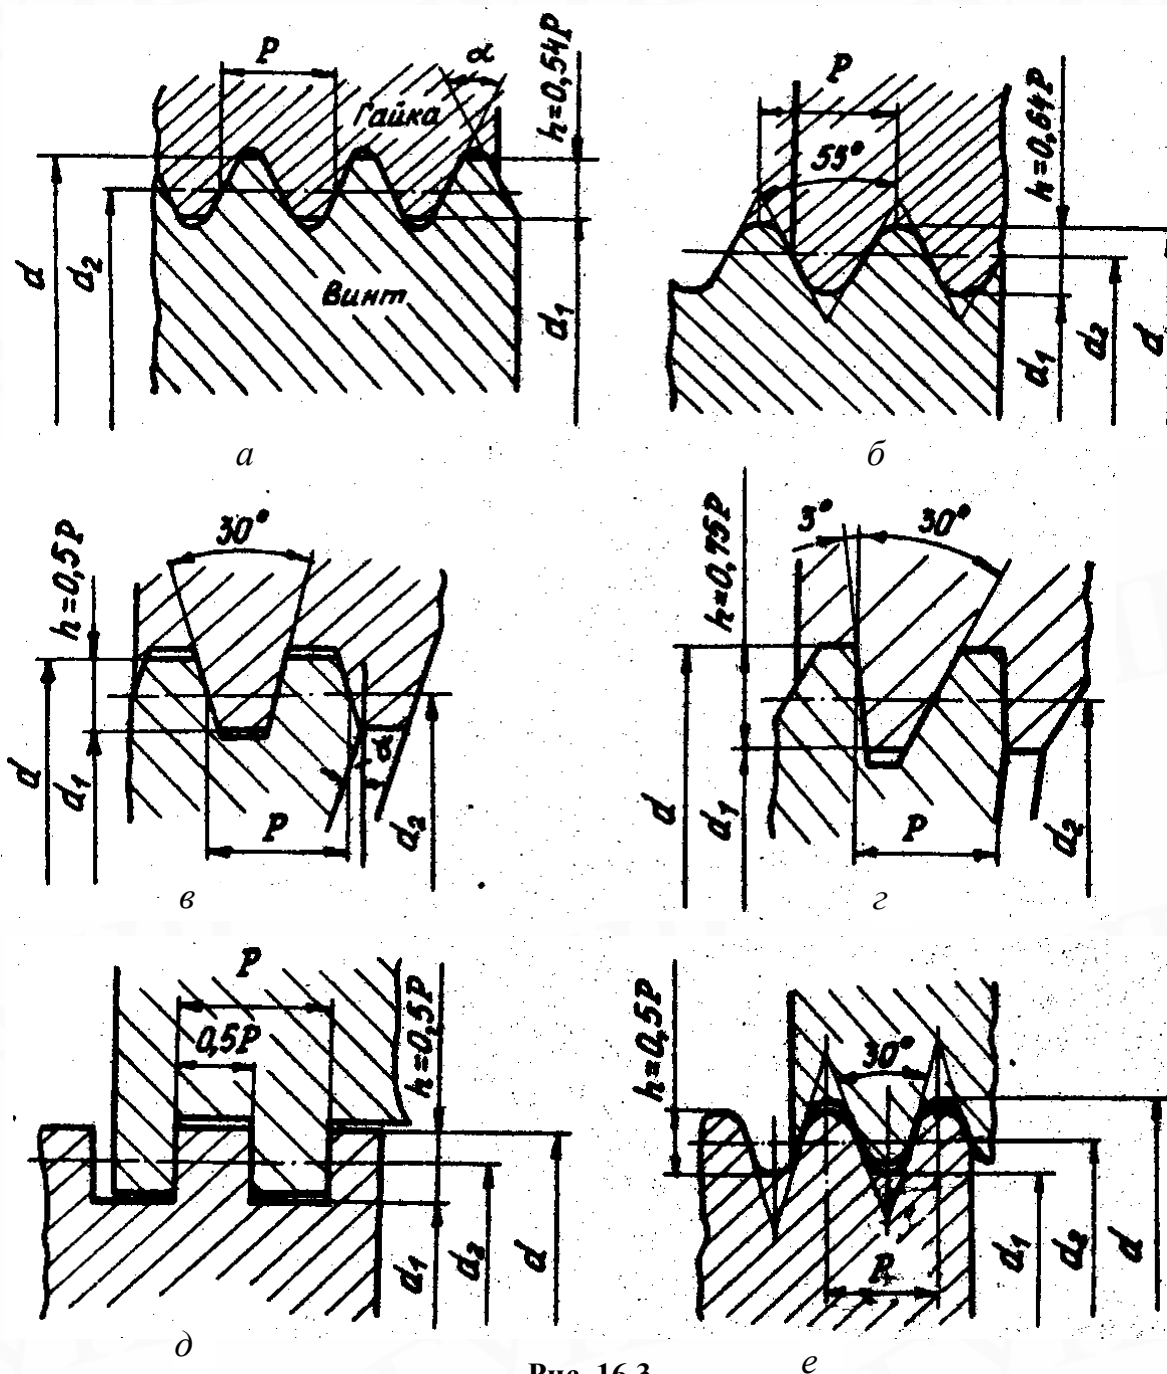 P
α
h=0,54P
Гайка
d
d₂
Винт
d₁
а
P
55°
h=0,64P
d₁
d₂
d
б
30°
h=0,5P
d
d₁
α
P
d₂
в
3°
30°
h=0,75P
d
d₁
P
d₂
г
P
0,5P
h=0,5P
d₁
d₂
d
д
h=0,5P
30°
P
d₁
d₂
d
е
Рис. 16.3